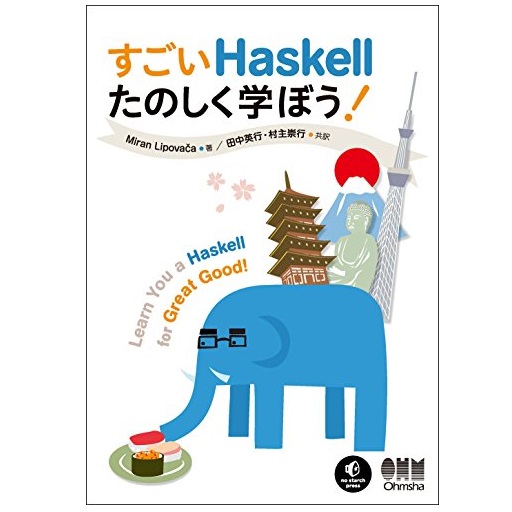 すごいHaskell
たのしく学ぼう!
Miran Lipovača ● 著／田中英行・村主崇行 ● 共訳
Learn You a Haskell
for Great Good!
no starch
press
OHM
Ohmsha